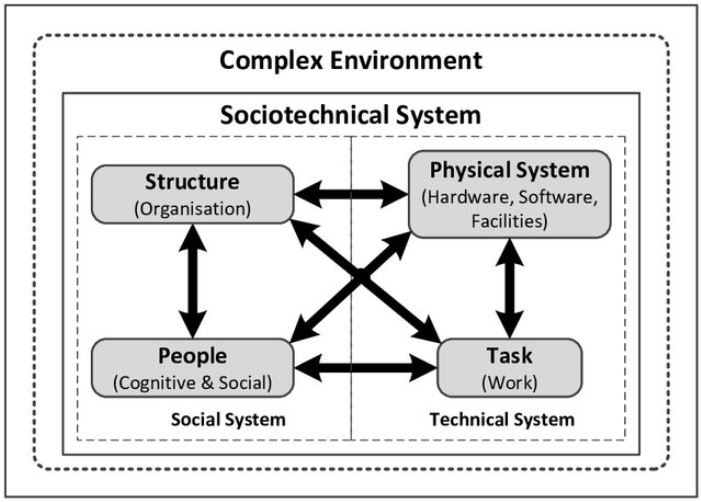 Complex Environment
Sociotechnical System
Structure
(Organisation)
Physical System
(Hardware, Software,
Facilities)
People
(Cognitive & Social)
Task
(Work)
Social System
Technical System